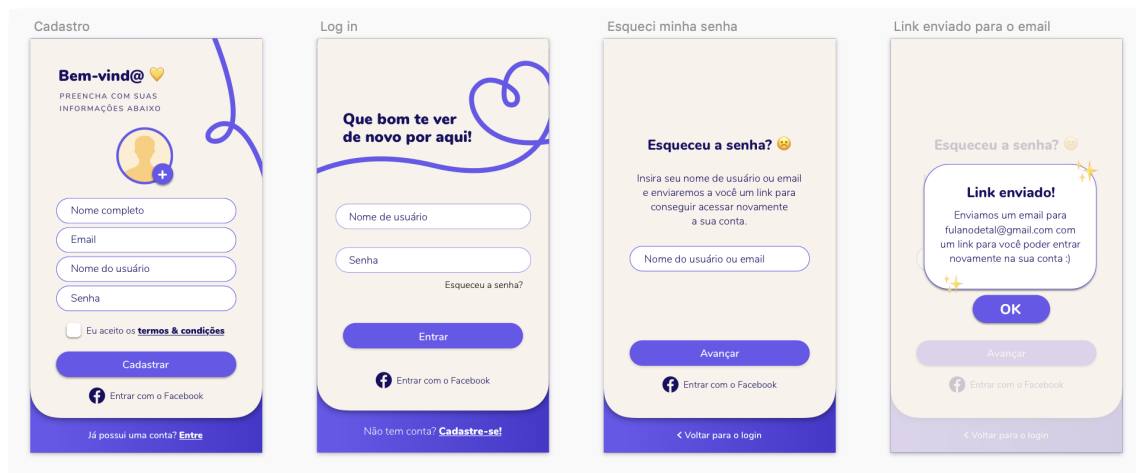 Cadastro
Bem-vind@ 💛
PREENCHA COM SUAS
INFORMAÇÕES ABAIXO
+
Nome completo
Email
Nome do usuário
Senha
Eu aceito os termos & condições
Cadastrar
Entrar com o Facebook
Já possui uma conta? Entre
Log in
Que bom te ver
de novo por aqui!
Nome de usuário
Senha
Esqueceu a senha?
Entrar
Entrar com o Facebook
Não tem conta? Cadastre-se!
Esqueci minha senha
Esqueceu a senha? ☹️
Insira seu nome de usuário ou email
e enviaremos a você um link para
conseguir acessar novamente
a sua conta.
Nome do usuário ou email
Avançar
Entrar com o Facebook
< Voltar para o login
Link enviado para o email
Esqueceu a senha? ☹️
Link enviado!
Enviamos um email para
fulanodetal@gmail.com com
um link para você poder entrar
novamente na sua conta :)
OK
Avançar
Entrar com o Facebook
< Voltar para o login